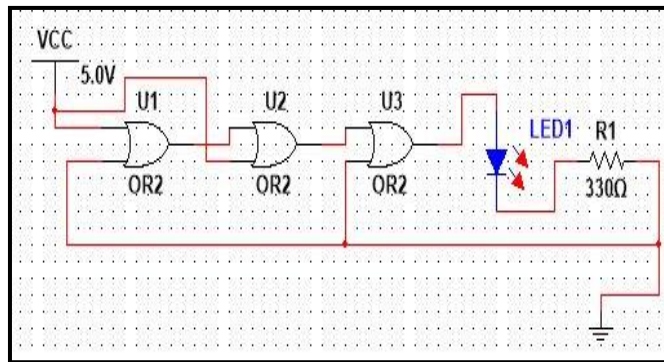 VCC
5.0V
U1
U2
U3
LED1
R1
OR2
OR2
OR2
330Ω